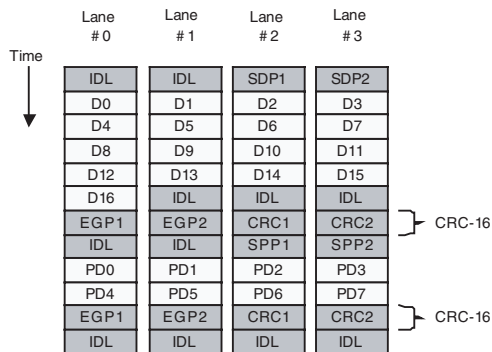 Lane Lane Lane Lane
# 0 # 1 # 2 # 3
Time
IDL IDL SDP1 SDP2
D0 D1 D2 D3
D4 D5 D6 D7
D8 D9 D10 D11
D12 D13 D14 D15
D16 IDL IDL IDL
EGP1 EGP2 CRC1 CRC2 CRC-16
IDL IDL SPP1 SPP2
PD0 PD1 PD2 PD3
PD4 PD5 PD6 PD7
EGP1 EGP2 CRC1 CRC2 CRC-16
IDL IDL IDL IDL